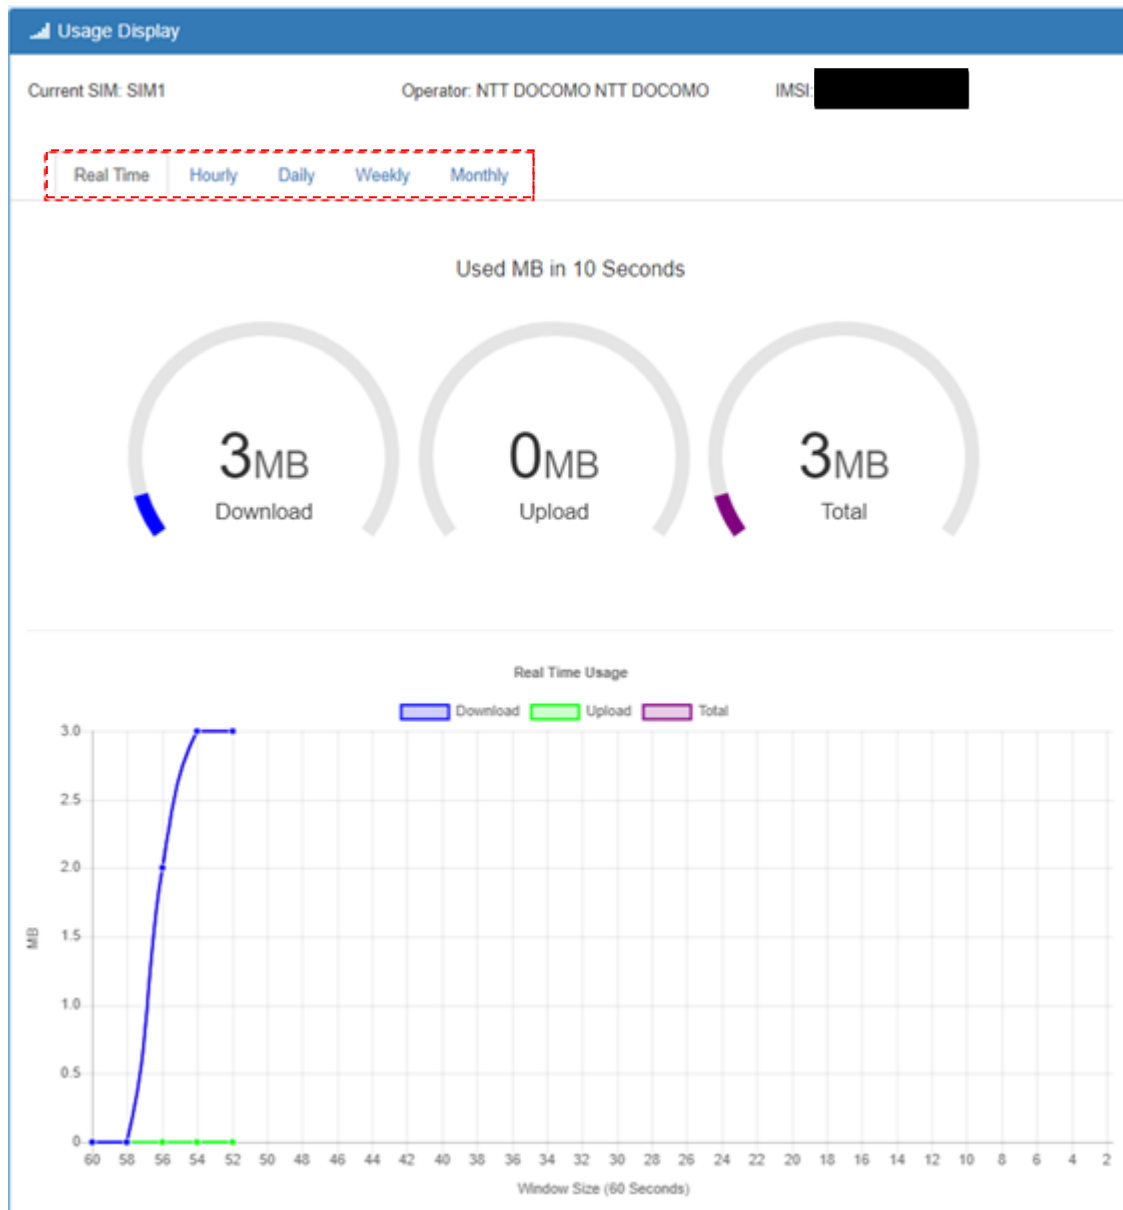 Usage Display
Current SIM: SIM1 Operator: NTT DOCOMO NTT DOCOMO IMSI:
Real Time Hourly Daily Weekly Monthly
Used MB in 10 Seconds
3MB 0MB 3MB
Download Upload Total
Real Time Usage
Download Upload Total
3.0
2.5
2.0
1.5
MB
1.0
0.5
0
60 58 56 54 52 50 48 46 44 42 40 38 36 34 32 30 28 26 24 22 20 18 16 14 12 10 8 6 4 2
Window Size (60 Seconds)